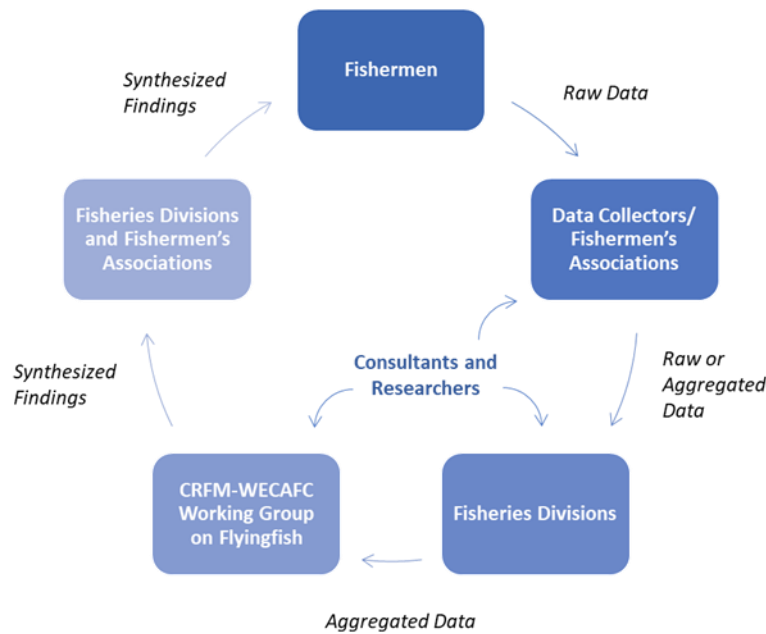 Fishermen
Synthesized
Findings
Raw Data
Fisheries Divisions
and Fishermen's
Associations
Data Collectors/
Fishermen's
Associations
Consultants and
Researchers
Synthesized
Findings
Raw or
Aggregated
Data
CRFM-WECAFC
Working Group
on Flyingfish
Fisheries Divisions
Aggregated Data